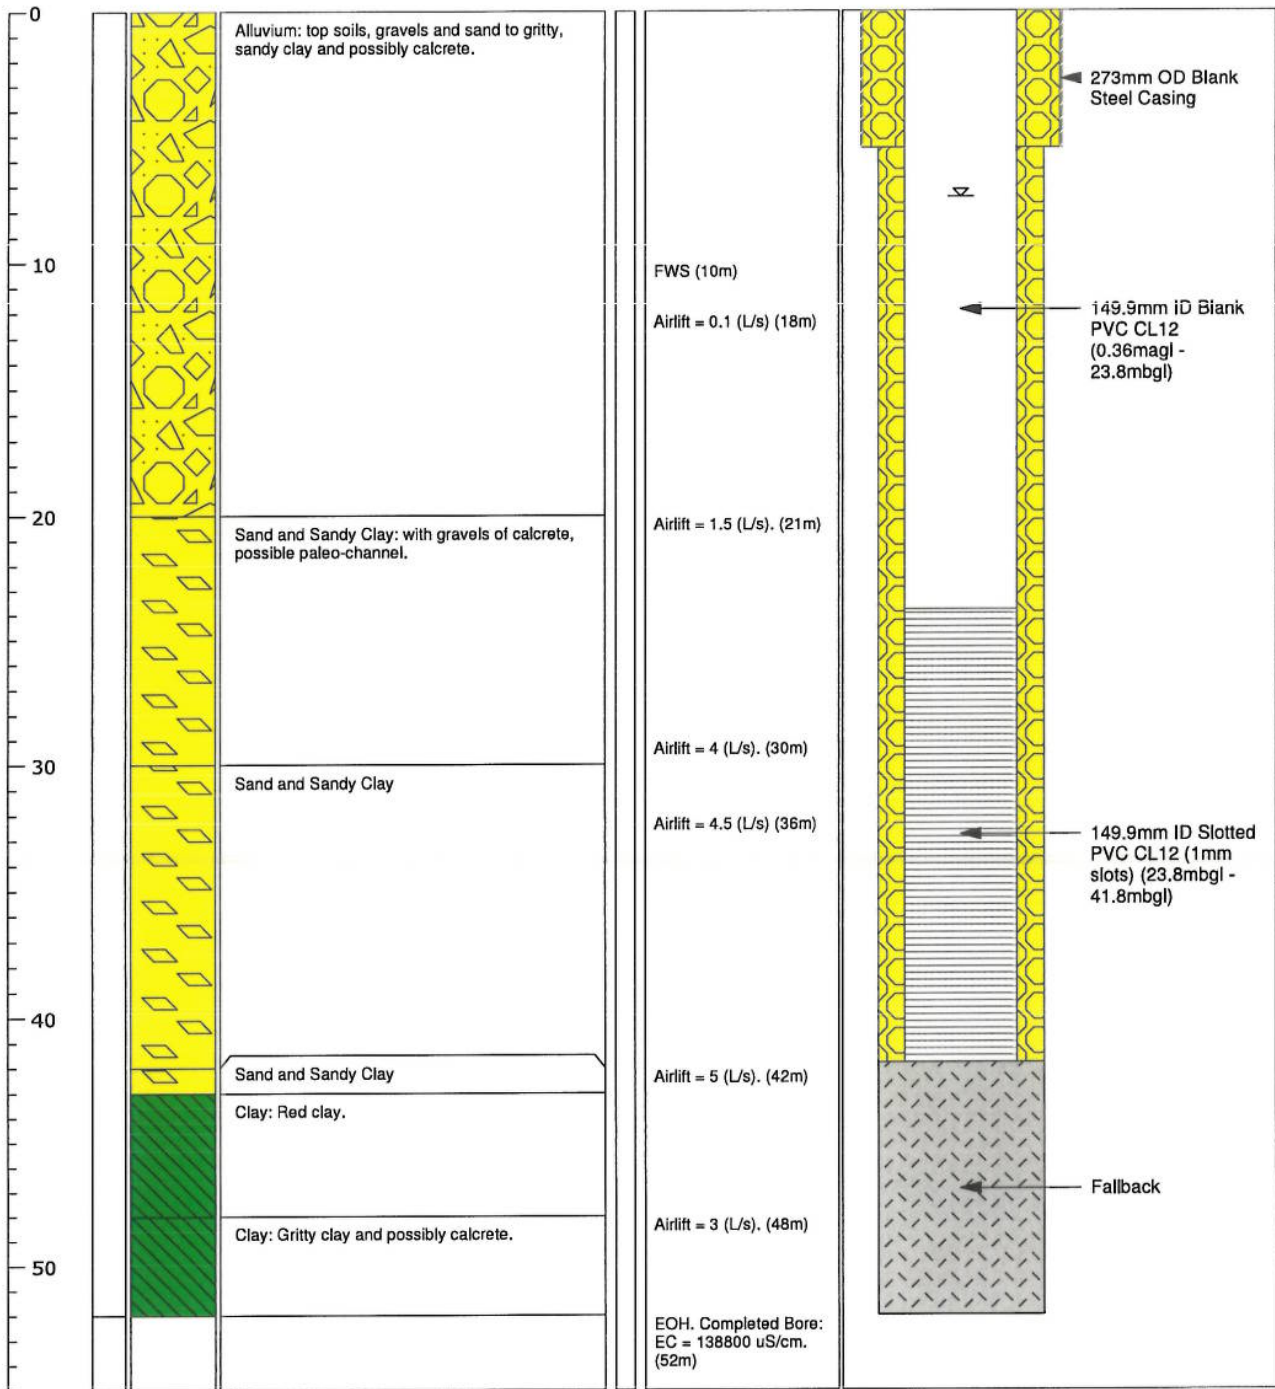 0
Alluvium: top soils, gravels and sand to gritty,
sandy clay and possibly calcrete.
273mm OD Blank
Steel Casing
10
FWS (10m)
Airlift = 0.1 (L/s) (18m)
149.9mm ID Blank
PVC CL12
(0.36magl -
23.8mbgl)
20
Sand and Sandy Clay: with gravels of calcrete,
possible paleo-channel.
Airlift = 1.5 (L/s). (21m)
Airlift = 4 (L/s). (30m)
30
Sand and Sandy Clay
Airlift = 4.5 (L/s) (36m)
149.9mm ID Slotted
PVC CL12 (1mm
slots) (23.8mbgl -
41.8mbgl)
40
Sand and Sandy Clay
Airlift = 5 (L/s). (42m)
Clay: Red clay.
Fallback
Clay: Gritty clay and possibly calcrete.
Airlift = 3 (L/s). (48m)
50
EOH. Completed Bore:
EC = 138800 uS/cm.
(52m)